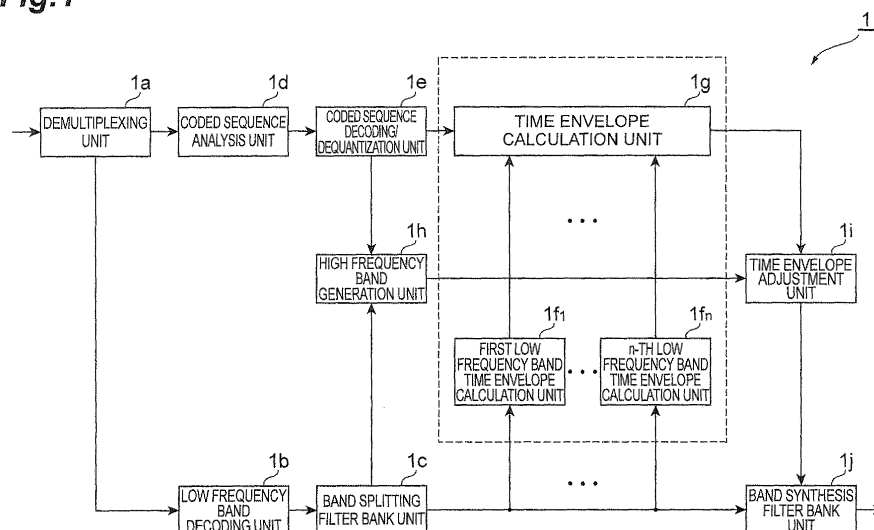 Fig.1
1
1a
1d
1e
1g
DEMULTIPLEXING
UNIT
CODED SEQUENCE
ANALYSIS UNIT
CODED SEQUENCE
DECODING/
DEQUANTIZATION UNIT
TIME ENVELOPE
CALCULATION UNIT
...
1h
1i
HIGH FREQUENCY
BAND
GENERATION UNIT
TIME ENVELOPE
ADJUSTMENT
UNIT
1f1
1fn
FIRST LOW
FREQUENCY BAND
TIME ENVELOPE
CALCULATION UNIT
...
n-TH LOW
FREQUENCY BAND
TIME ENVELOPE
CALCULATION UNIT
1b
1c
...
1j
LOW FREQUENCY
BAND
DECODING UNIT
BAND SPLITTING
FILTER BANK UNIT
BAND SYNTHESIS
FILTER BANK
UNIT